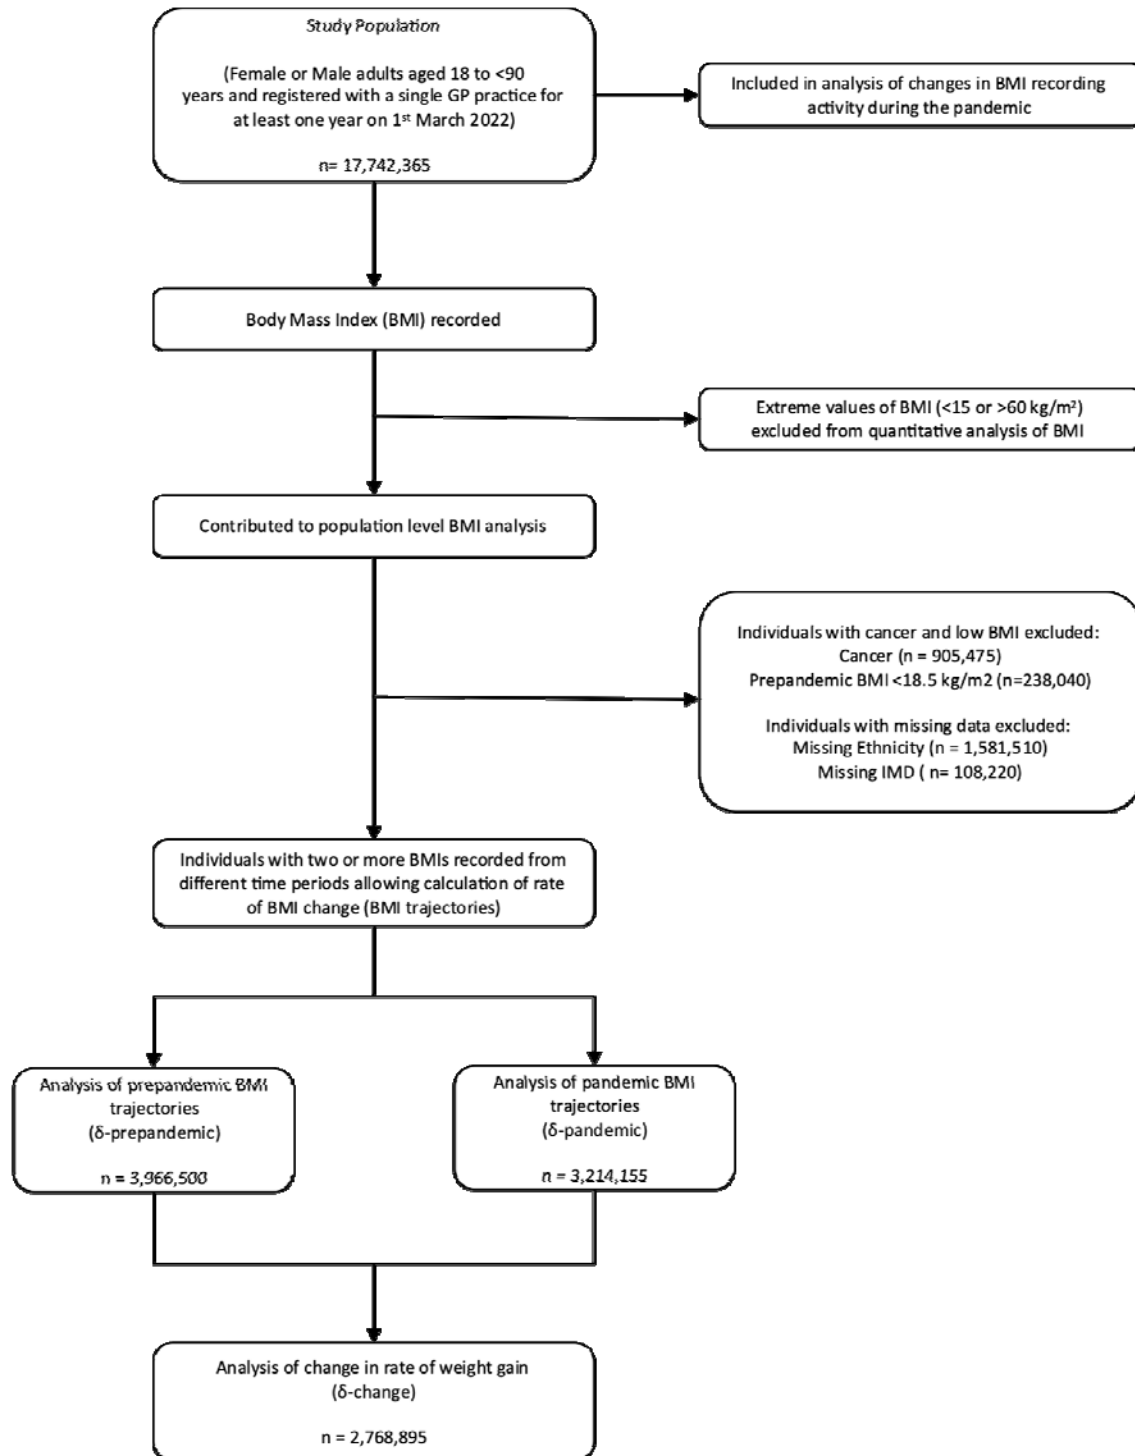 Study Population
(Female or Male adults aged 18 to <90
years and registered with a single GP practice for
at least one year on 1st March 2022)
n= 17,742,365
Included in analysis of changes in BMI recording
activity during the pandemic
Body Mass Index (BMI) recorded
Extreme values of BMI (<15 or >60 kg/m²)
excluded from quantitative analysis of BMI
Contributed to population level BMI analysis
Individuals with cancer and low BMI excluded:
Cancer (n = 905,475)
Prepandemic BMI <18.5 kg/m2 (n=238,040)
Individuals with missing data excluded:
Missing Ethnicity (n = 1,581,510)
Missing IMD ( n= 108,220)
Individuals with two or more BMIs recorded from
different time periods allowing calculation of rate
of BMI change (BMI trajectories)
Analysis of prepandemic BMI
trajectories
(δ-prepandemic)
n = 3,966,500
Analysis of pandemic BMI
trajectories
(δ-pandemic)
n = 3,214,155
Analysis of change in rate of weight gain
(δ-change)
n = 2,768,895